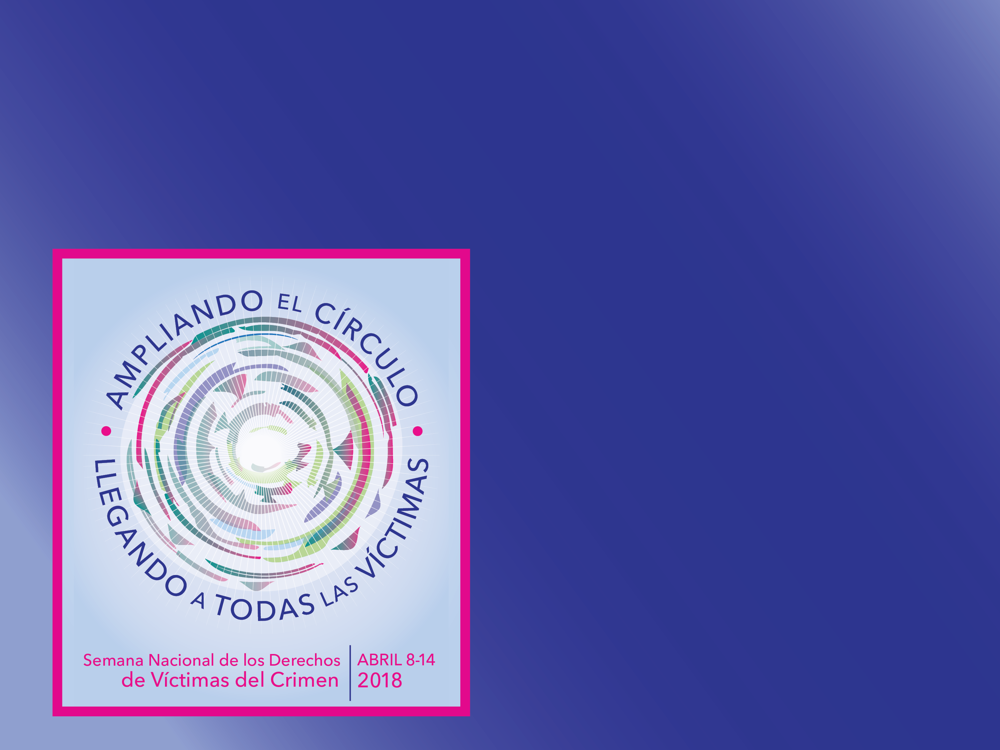 AMPLIANDO EL CÍRCULO
LLEGANDO A TODAS LAS VÍCTIMAS
Semana Nacional de los Derechos
de Víctimas del Crimen
ABRIL 8-14
2018